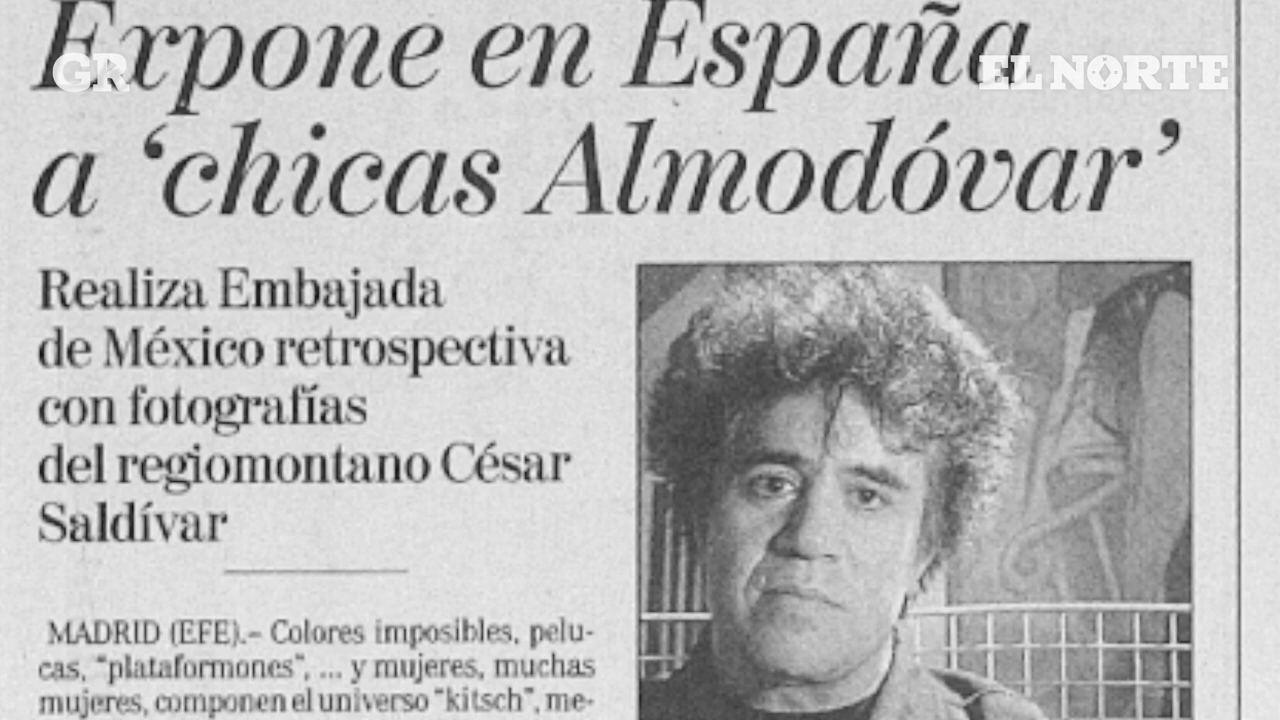 Expone en España
a ‘chicas Almodóvar’
GR
EL NORTE
Realiza Embajada
de México retrospectiva
con fotografías
del regiomontano César
Saldívar
MADRID (EFE).– Colores imposibles, pelu-
cas, “plataformones”, ... y mujeres, muchas
mujeres, componen el universo “kitsch”, me-